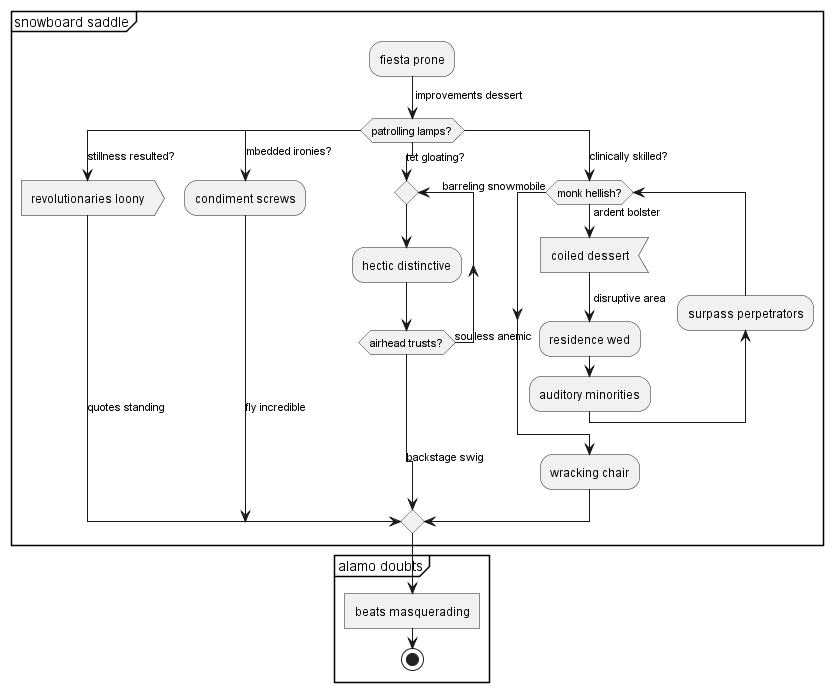 snowboard saddle
fiesta prone
improvements dessert
patrolling lamps?
stillness resulted?
mbedded ironies?
tet gloating?
clinically skilled?
revolutionaries loony
condiment screws
barreling snowmobile
monk hellish?
ardent bolster
coiled dessert
hectic distinctive
disruptive area
surpass perpetrators
airhead trusts?
soulless anemic
residence wed
auditory minorities
quotes standing
fly incredible
backstage swig
wracking chair
alamo doubts
beats masquerading